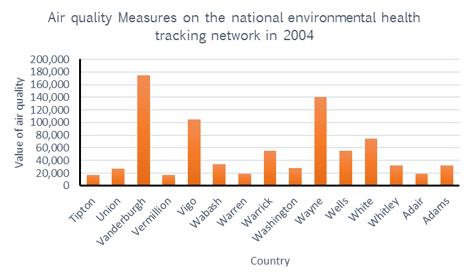 Air quality Measures on the national environmental health
tracking network in 2004
Value of air quality
200,000
180,000
160,000
140,000
120,000
100,000
80,000
60,000
40,000
20,000
0
Tipton
Union
Vanderburgh
Vermillion
Vigo
Wabash
Warren
Warrick
Washington
Wayne
Wells
White
Whitley
Adair
Adams
Country